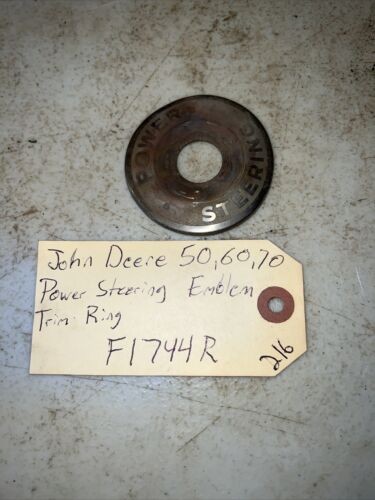 POWER
STEERING
John Deere 50,60,70
Power Steering Emblem
Trim Ring
F1744R
216